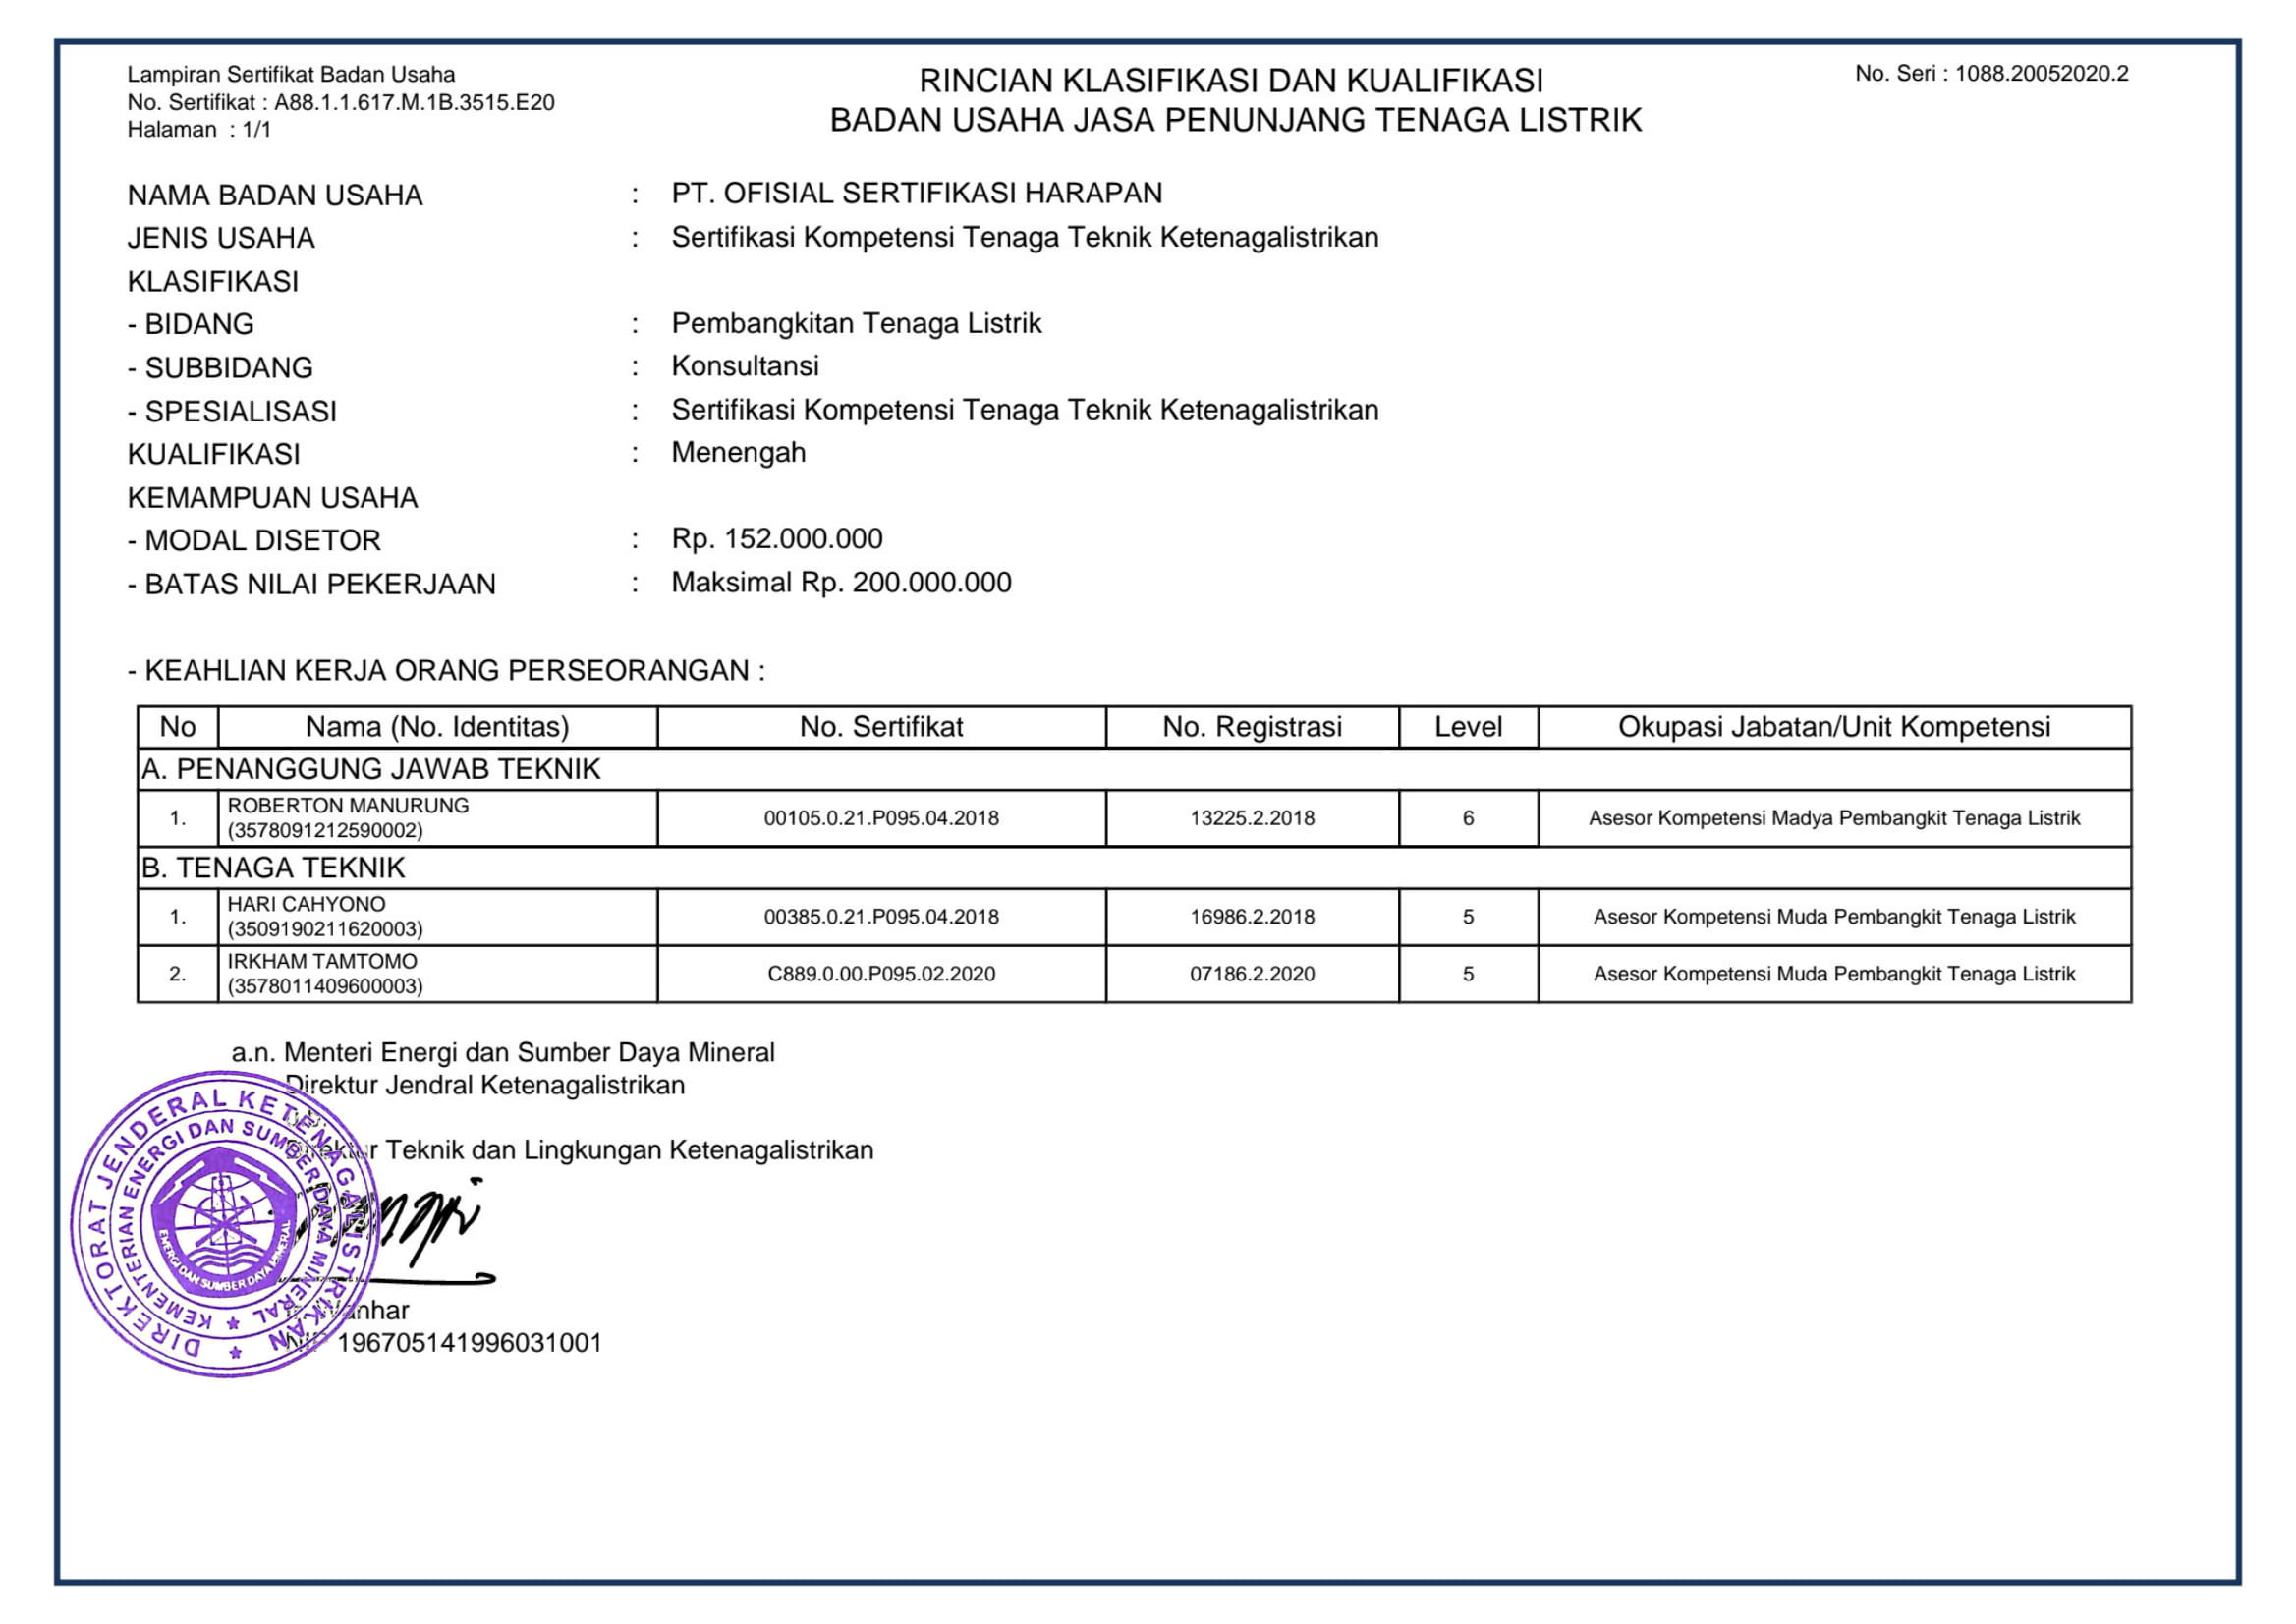 Lampiran Sertifikat Badan Usaha
No. Sertifikat : A88.1.1.617.M.1B.3515.E20
Halaman : 1/1
RINCIAN KLASIFIKASI DAN KUALIFIKASI
BADAN USAHA JASA PENUNJANG TENAGA LISTRIK
No. Seri : 1088.20052020.2
NAMA BADAN USAHA : PT. OFISIAL SERTIFIKASI HARAPAN
JENIS USAHA : Sertifikasi Kompetensi Tenaga Teknik Ketenagalistrikan
KLASIFIKASI
- BIDANG : Pembangkitan Tenaga Listrik
- SUBBIDANG : Konsultansi
- SPESIALISASI : Sertifikasi Kompetensi Tenaga Teknik Ketenagalistrikan
KUALIFIKASI : Menengah
KEMAMPUAN USAHA
- MODAL DISETOR : Rp. 152.000.000
- BATAS NILAI PEKERJAAN : Maksimal Rp. 200.000.000
- KEAHLIAN KERJA ORANG PERSEORANGAN :
No Nama (No. Identitas) No. Sertifikat No. Registrasi Level Okupasi Jabatan/Unit Kompetensi
A. PENANGGUNG JAWAB TEKNIK
1. ROBERTON MANURUNG (3578091212590002) 00105.0.21.P095.04.2018 13225.2.2018 6 Asesor Kompetensi Madya Pembangkit Tenaga Listrik
B. TENAGA TEKNIK
1. HARI CAHYONO (3509190211620003) 00385.0.21.P095.04.2018 16986.2.2018 5 Asesor Kompetensi Muda Pembangkit Tenaga Listrik
2. IRKHAM TAMTOMO (3578011409600003) C889.0.00.P095.02.2020 07186.2.2020 5 Asesor Kompetensi Muda Pembangkit Tenaga Listrik
a.n. Menteri Energi dan Sumber Daya Mineral
Direktur Jendral Ketenagalistrikan
Direktur Teknik dan Lingkungan Ketenagalistrikan
DIREKTORAT JENDERAL KETENAGALISTRIKAN
KEMENTERIAN ENERGI DAN SUMBER DAYA MINERAL
ENERGI DAN SUMBER DAYA MINERAL
Wanhar
NIP 196705141996031001